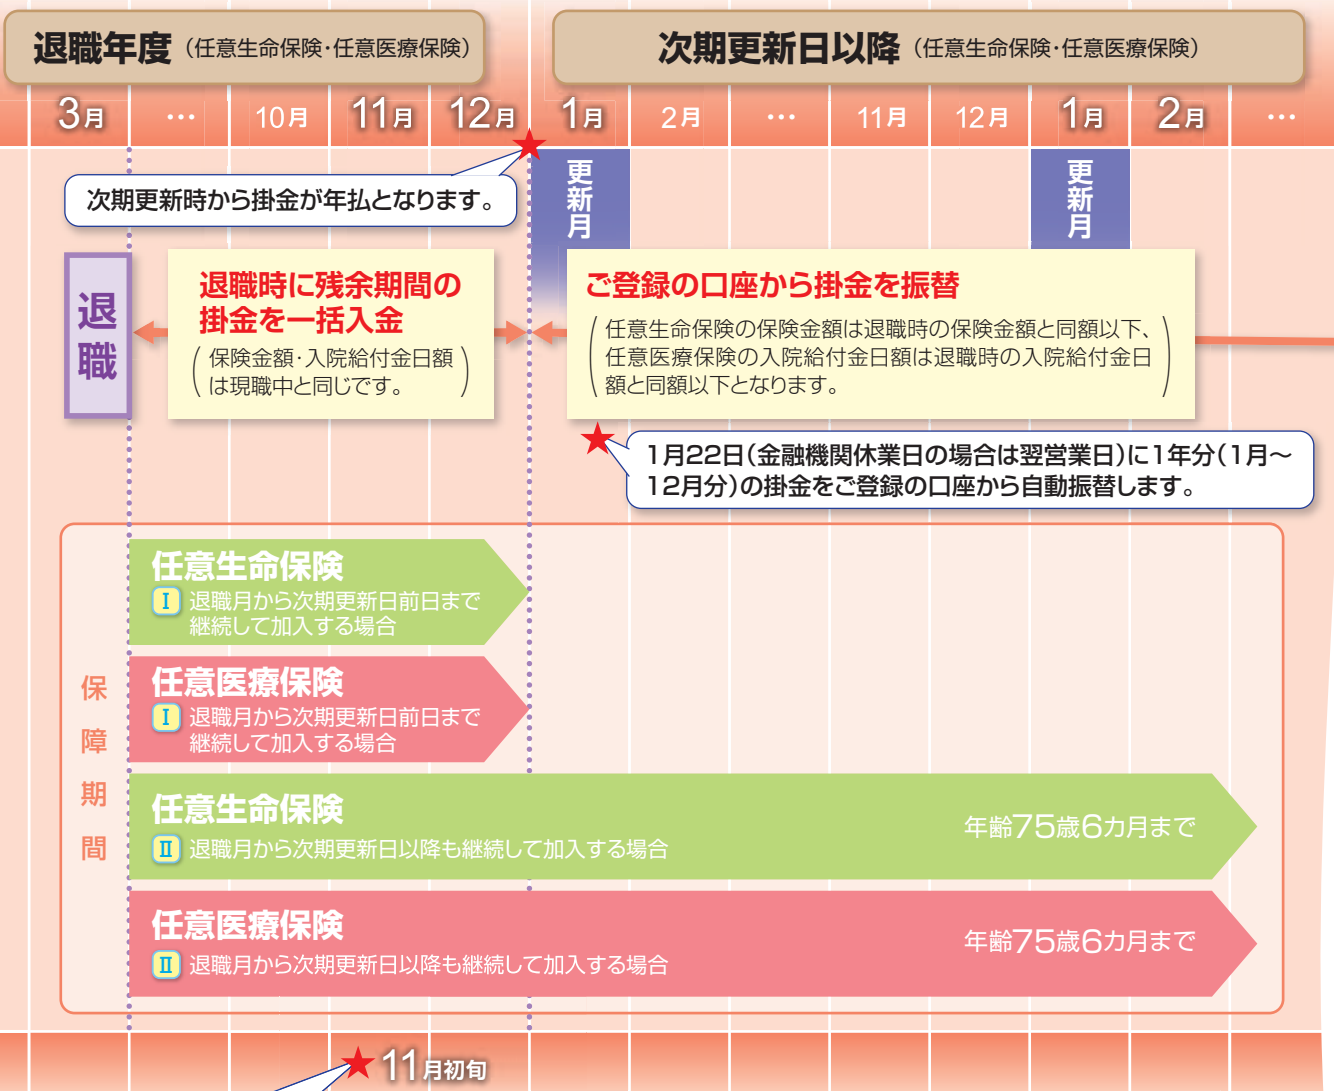 退職年度（任意生命保険・任意医療保険）
次期更新日以降（任意生命保険・任意医療保険）
3月 … 10月 11月 12月 1月 2月 … 11月 12月 1月 2月 …
次期更新時から掛金が年払となります。
更新月
更新月
退職
退職時に残余期間の
掛金を一括入金
（保険金額・入院給付金日額
は現職中と同じです。）
ご登録の口座から掛金を振替
（任意生命保険の保険金額は退職時の保険金額と同額以下、
任意医療保険の入院給付金日額は退職時の入院給付金日
額と同額以下となります。）
1月22日（金融機関休業日の場合は翌営業日）に1年分（1月〜
12月分）の掛金をご登録の口座から自動振替します。
保障期間
任意生命保険
Ⅰ 退職月から次期更新日前日まで
継続して加入する場合
任意医療保険
Ⅰ 退職月から次期更新日前日まで
継続して加入する場合
任意生命保険
Ⅱ 退職月から次期更新日以降も継続して加入する場合
年齢75歳6カ月まで
任意医療保険
Ⅱ 退職月から次期更新日以降も継続して加入する場合
年齢75歳6カ月まで
11月初旬